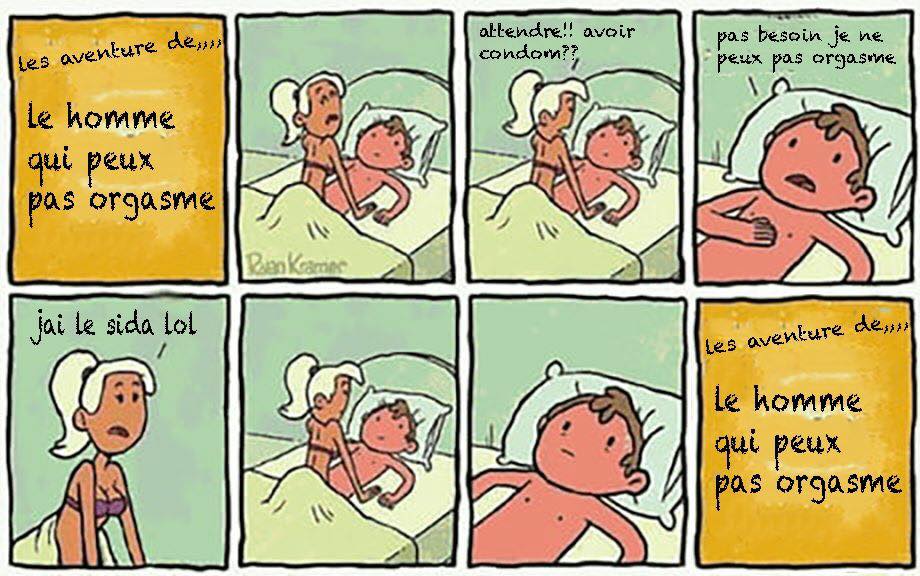 les aventure de,,,,
le homme
qui peux
pas orgasme
Ryan Kramer
attendre!! avoir
condom??
pas besoin je ne
peux pas orgasme
jai le sida lol
les aventure de,,,,
le homme
qui peux
pas orgasme